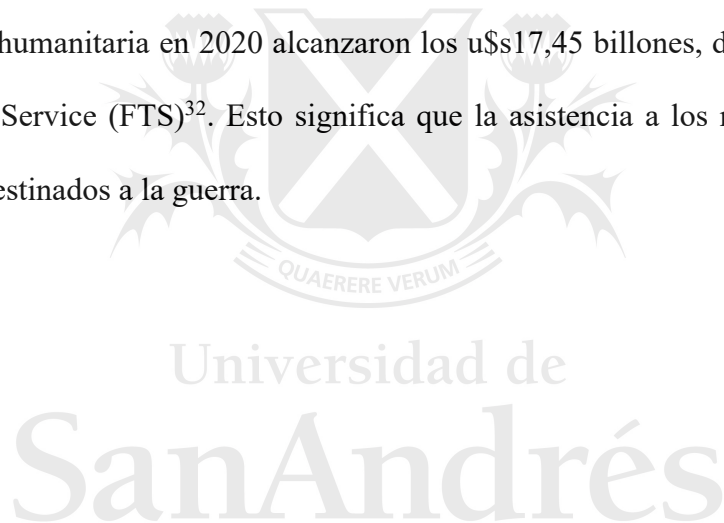 humanitaria en 2020 alcanzaron los u$s17,45 billones, d
Service (FTS)³². Esto significa que la asistencia a los
estinados a la guerra.
QUAERERE VERUM
Universidad de
SanAndrés